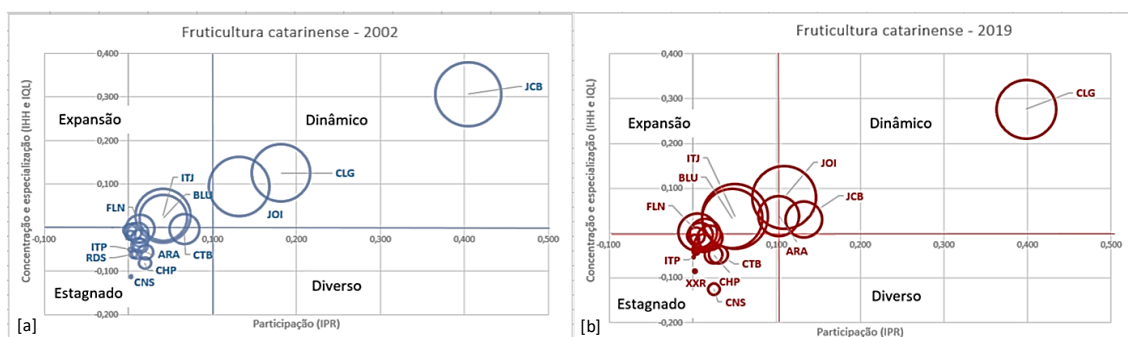 Fruticultura catarinense - 2002
Concentração e especialização (IHH e IQL)
0,400
0,300
0,200
0,100
0,000
-0,100
-0,200
-0,100
0,100
0,200
0,300
0,400
0,500
Expansão
Dinâmico
Estagnado
Diverso
JCB
CLG
JOI
ITJ
BLU
FLN
ITP
RDS
ARA
CTB
CHP
CNS
Participação (IPR)
[a]
Fruticultura catarinense - 2019
Concentração e especialização (IHH e IQL)
0,400
0,300
0,200
0,100
0,000
-0,100
-0,200
-0,100
0,100
0,200
0,300
0,400
0,500
Expansão
Dinâmico
Estagnado
Diverso
CLG
JOI
JCB
ITJ
BLU
FLN
ITP
ARA
CTB
XXR
CHP
CNS
Participação (IPR)
[b]